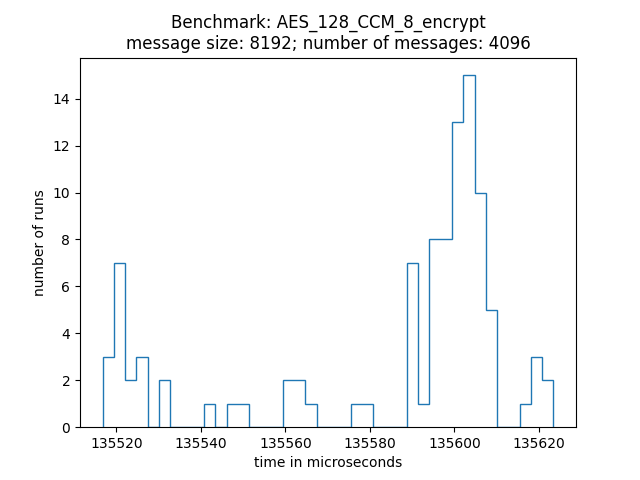 Benchmark: AES_128_CCM_8_encrypt
message size: 8192; number of messages: 4096
number of runs
14
12
10
8
6
4
2
0
135520 135540 135560 135580 135600 135620
time in microseconds